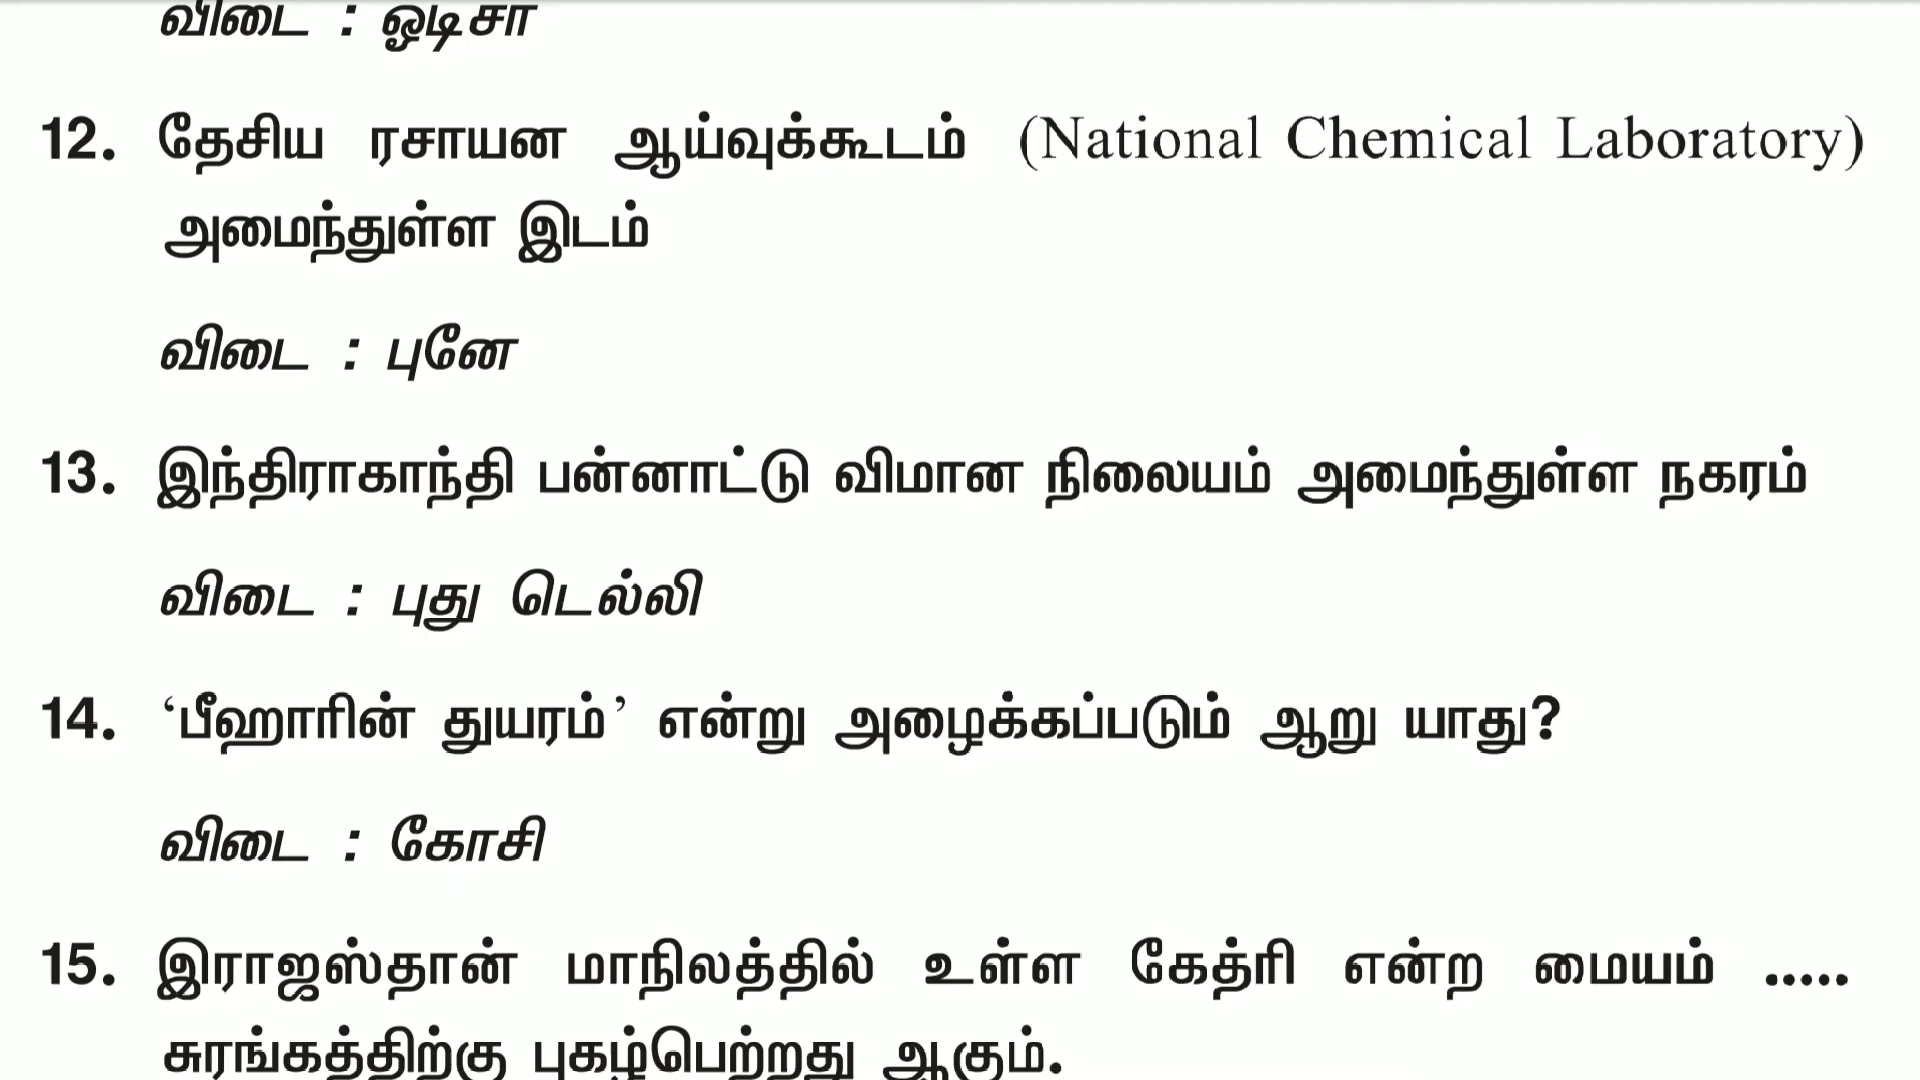 விடை : ஒடிசா
12. தேசிய ரசாயன ஆய்வுக்கூடம் (National Chemical Laboratory)
அமைந்துள்ள இடம்
விடை : புனே
13. இந்திராகாந்தி பன்னாட்டு விமான நிலையம் அமைந்துள்ள நகரம்
விடை : புது டெல்லி
14. ‘பீஹாரின் துயரம்’ என்று அழைக்கப்படும் ஆறு யாது?
விடை : கோசி
15. இராஜஸ்தான் மாநிலத்தில் உள்ள கேத்ரி என்ற மையம் .....
சுரங்கத்திற்கு புகழ்பெற்றது ஆகும்.